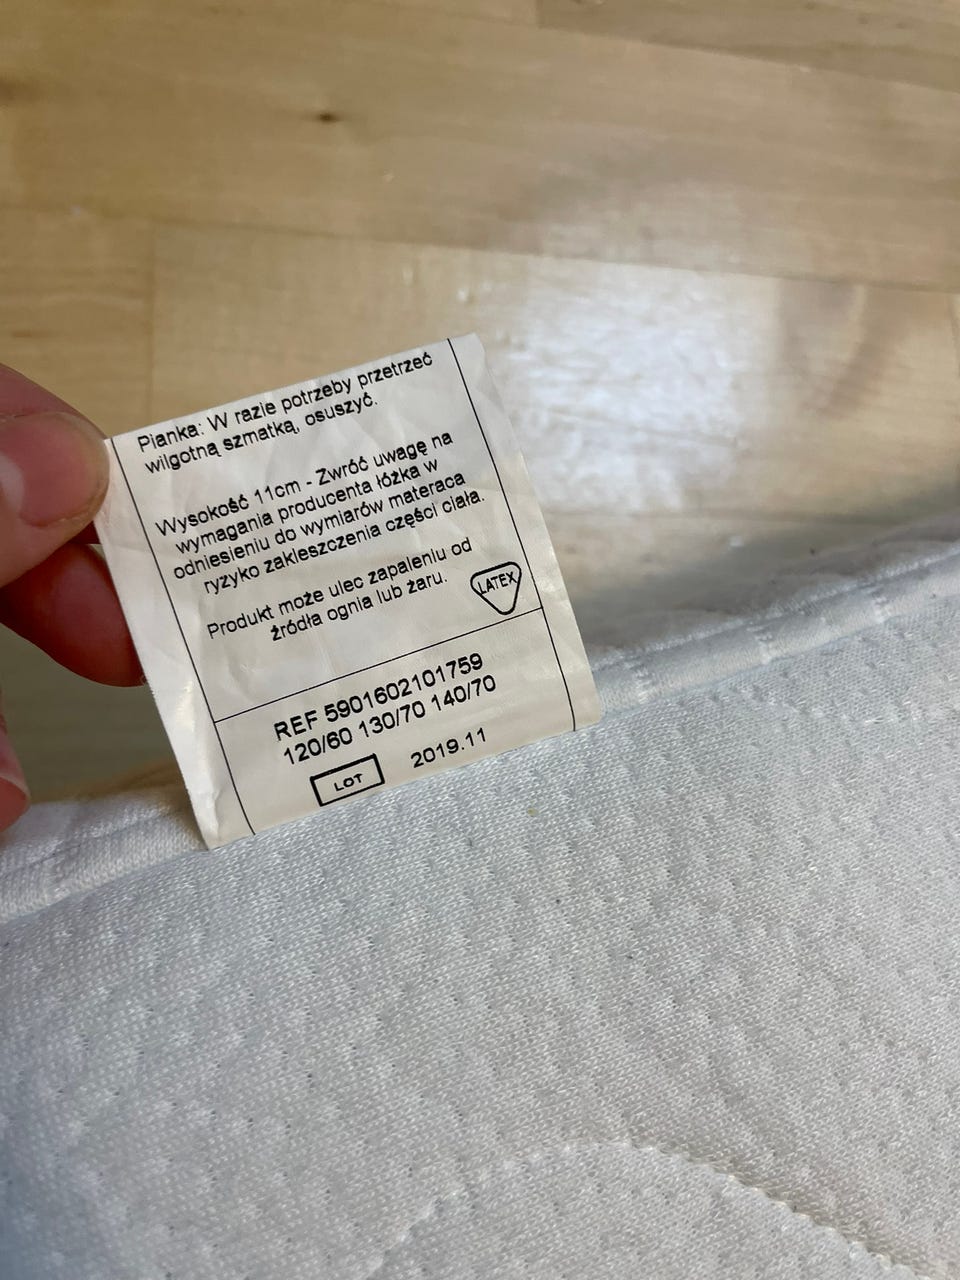 Pianka: W razie potrzeby przetrzeć
wilgotną szmatką, osuszyć.
Wysokość 11cm - Zwróć uwagę na
wymagania producenta łóżka w
odniesieniu do wymiarów materaca
ryzyko zakleszczenia części ciała.
Produkt może ulec zapaleniu od
źródła ognia lub żaru.
LATEX
REF 5901602101759
120/60 130/70 140/70
LOT 2019.11